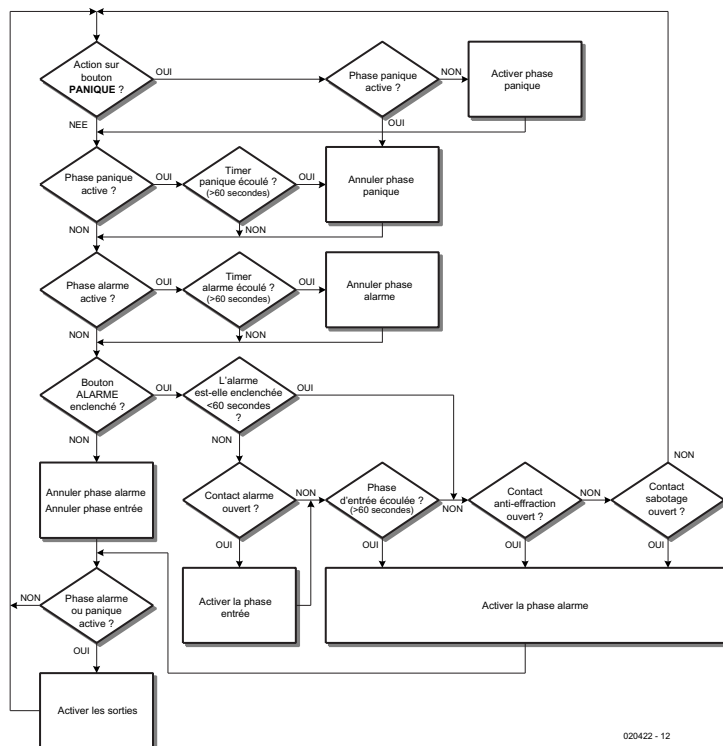 Action sur
bouton
PANIQUE ?
OUI
Phase panique
active ?
NON
Activer phase
panique
NEE
OUI
Phase panique
active ?
OUI
Timer
panique écoulé ?
(>60 secondes)
OUI
Annuler phase
panique
NON
NON
Phase alarme
active ?
OUI
Timer
alarme écoulé ?
(>60 secondes)
OUI
Annuler phase
alarme
NON
NON
Bouton
ALARME
enclenché ?
OUI
L'alarme
est-elle enclenchée
<60 secondes
?
OUI
NON
NON
NON
Annuler phase alarme
Annuler phase entrée
Contact alarme
ouvert ?
NON
Phase
d'entrée écoulée ?
(>60 secondes)
NON
Contact
anti-effraction
ouvert ?
NON
Contact
sabotage
ouvert ?
OUI
OUI
OUI
OUI
NON
Phase alarme
ou panique
active ?
Activer la phase
entrée
Activer la phase alarme
OUI
Activer les sorties
020422 - 12